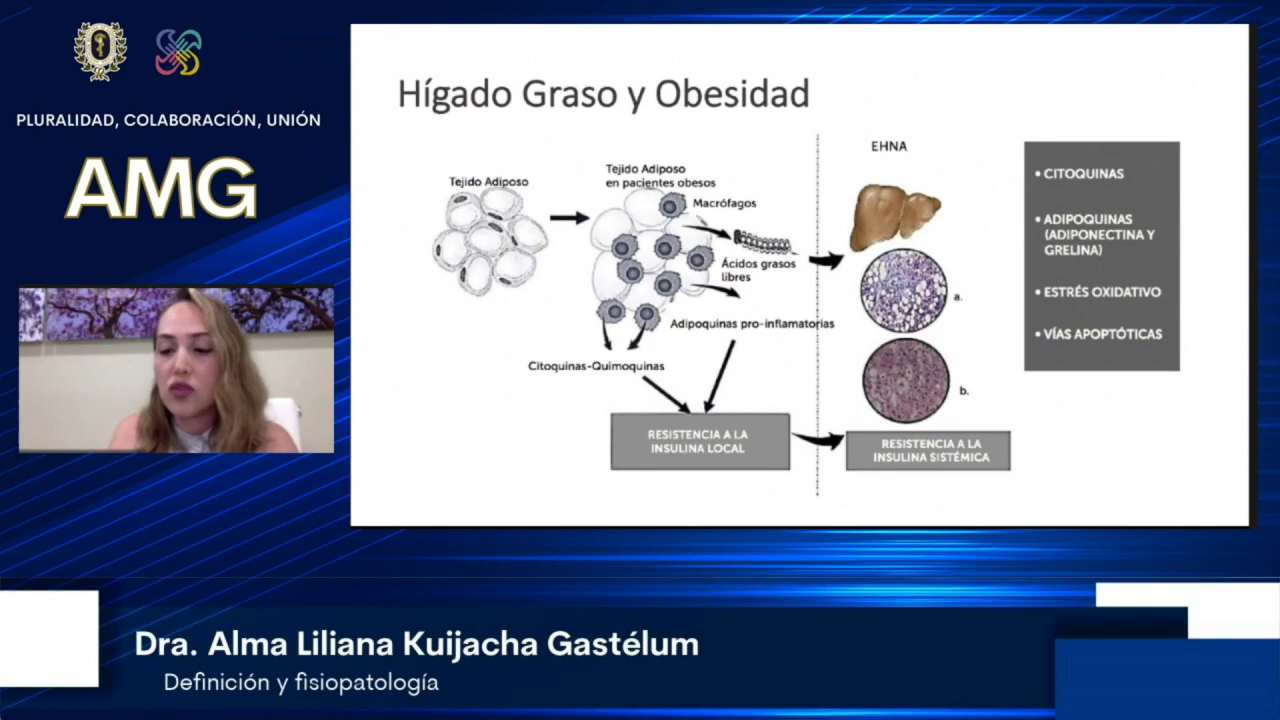 PLURALIDAD, COLABORACIÓN, UNIÓN
AMG
Hígado Graso y Obesidad
Tejido Adiposo
Tejido Adiposo
en pacientes obesos
Macrófagos
Ácidos grasos
libres
Adipoquinas pro-inflamatorias
Citoquinas-Quimoquinas
RESISTENCIA A LA
INSULINA LOCAL
EHNA
a.
b.
RESISTENCIA A LA
INSULINA SISTÉMICA
• CITOQUINAS
• ADIPOQUINAS
(ADIPONECTINA Y
GRELINA)
• ESTRÉS OXIDATIVO
• VÍAS APOPTÓTICAS
Dra. Alma Liliana Kuijacha Gastélum
Definición y fisiopatología